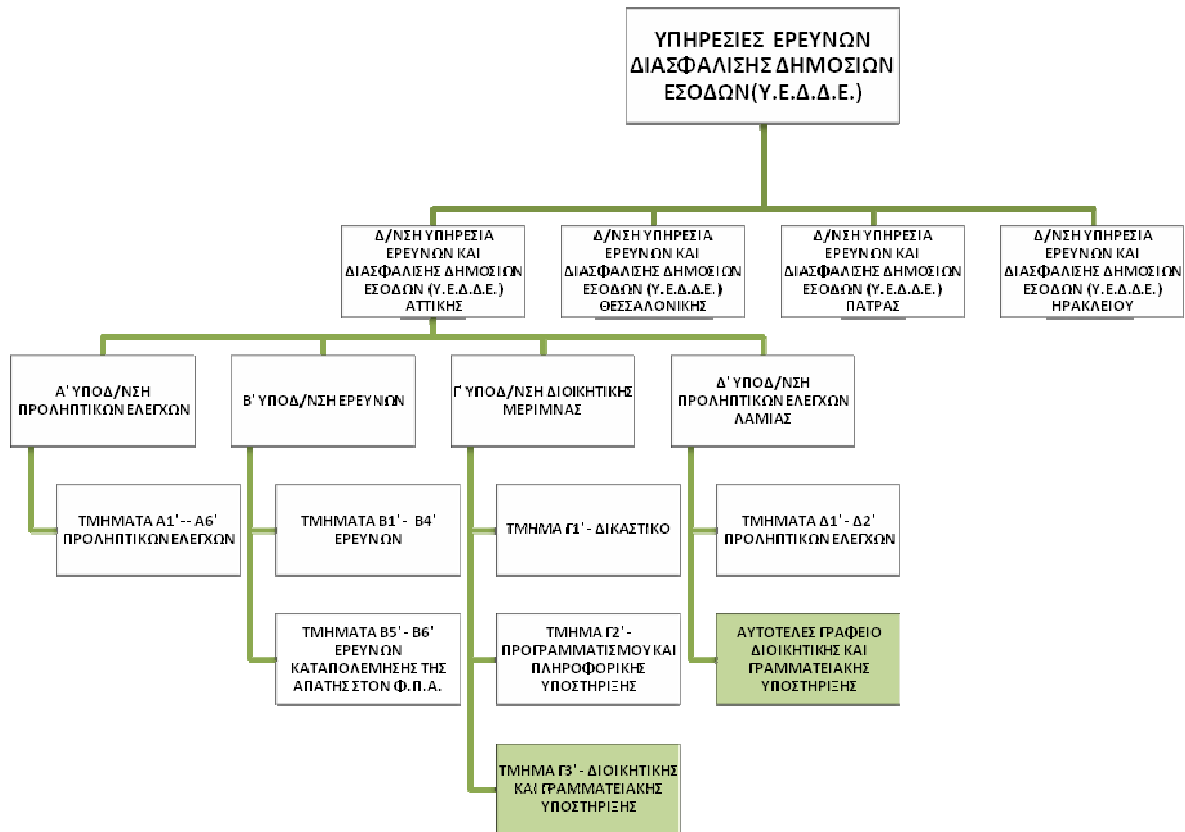 ΥΠΗΡΕΣΙΕΣ ΕΡΕΥΝΩΝ
ΔΙΑΣΦΑΛΙΣΗΣ ΔΗΜΟΣΙΩΝ
ΕΣΟΔΩΝ(Υ.Ε.Δ.Δ.Ε.)
Δ/ΝΣΗ ΥΠΗΡΕΣΙΑ
ΕΡΕΥΝΩΝ ΚΑΙ
ΔΙΑΣΦΑΛΙΣΗΣ ΔΗΜΟΣΙΩΝ
ΕΣΟΔΩΝ (Υ.Ε.Δ.Δ.Ε.)
ΑΤΤΙΚΗΣ
Δ/ΝΣΗ ΥΠΗΡΕΣΙΑ
ΕΡΕΥΝΩΝ ΚΑΙ
ΔΙΑΣΦΑΛΙΣΗΣ ΔΗΜΟΣΙΩΝ
ΕΣΟΔΩΝ (Υ.Ε.Δ.Δ.Ε.)
ΘΕΣΣΑΛΟΝΙΚΗΣ
Δ/ΝΣΗ ΥΠΗΡΕΣΙΑ
ΕΡΕΥΝΩΝ ΚΑΙ
ΔΙΑΣΦΑΛΙΣΗΣ ΔΗΜΟΣΙΩΝ
ΕΣΟΔΩΝ (Υ.Ε.Δ.Δ.Ε.)
ΠΑΤΡΑΣ
Δ/ΝΣΗ ΥΠΗΡΕΣΙΑ
ΕΡΕΥΝΩΝ ΚΑΙ
ΔΙΑΣΦΑΛΙΣΗΣ ΔΗΜΟΣΙΩΝ
ΕΣΟΔΩΝ (Υ.Ε.Δ.Δ.Ε.)
ΗΡΑΚΛΕΙΟΥ
Α' ΥΠΟΔ/ΝΣΗ
ΠΡΟΛΗΠΤΙΚΩΝ ΕΛΕΓΧΩΝ
Β' ΥΠΟΔ/ΝΣΗ ΕΡΕΥΝΩΝ
Γ' ΥΠΟΔ/ΝΣΗ ΔΙΟΙΚΗΤΙΚΗΣ
ΜΕΡΙΜΝΑΣ
Δ' ΥΠΟΔ/ΝΣΗ
ΠΡΟΛΗΠΤΙΚΩΝ ΕΛΕΓΧΩΝ
ΛΑΜΙΑΣ
ΤΜΗΜΑΤΑ Α1' -- Α6'
ΠΡΟΛΗΠΤΙΚΩΝ ΕΛΕΓΧΩΝ
ΤΜΗΜΑΤΑ Β1' - Β4'
ΕΡΕΥΝΩΝ
ΤΜΗΜΑ Γ1' - ΔΙΚΑΣΤΙΚΟ
ΤΜΗΜΑΤΑ Δ1' - Δ2'
ΠΡΟΛΗΠΤΙΚΩΝ ΕΛΕΓΧΩΝ
ΤΜΗΜΑΤΑ Β5' - Β6'
ΕΡΕΥΝΩΝ
ΚΑΤΑΠΟΛΕΜΗΣΗΣ ΤΗΣ
ΑΠΑΤΗΣ ΣΤΟΝ Φ.Π.Α.
ΤΜΗΜΑ Γ2' -
ΠΡΟΓΡΑΜΜΑΤΙΣΜΟΥ ΚΑΙ
ΠΛΗΡΟΦΟΡΙΚΗΣ
ΥΠΟΣΤΗΡΙΞΗΣ
ΑΥΤΟΤΕΛΕΣ ΓΡΑΦΕΙΟ
ΔΙΟΙΚΗΤΙΚΗΣ ΚΑΙ
ΓΡΑΜΜΑΤΕΙΑΚΗΣ
ΥΠΟΣΤΗΡΙΞΗΣ
ΤΜΗΜΑ Γ3' - ΔΙΟΙΚΗΤΙΚΗΣ
ΚΑΙ ΓΡΑΜΜΑΤΕΙΑΚΗΣ
ΥΠΟΣΤΗΡΙΞΗΣ